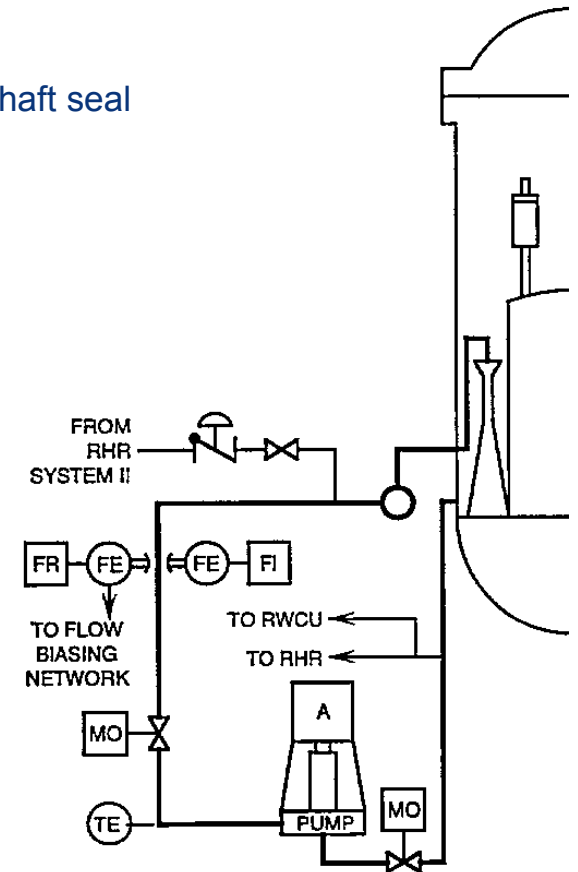 haft seal
FROM
RHR
SYSTEM II
FR
FE
FE
FI
TO FLOW
BIASING
NETWORK
TO RWCU
TO RHR
A
MO
MO
TE
PUMP